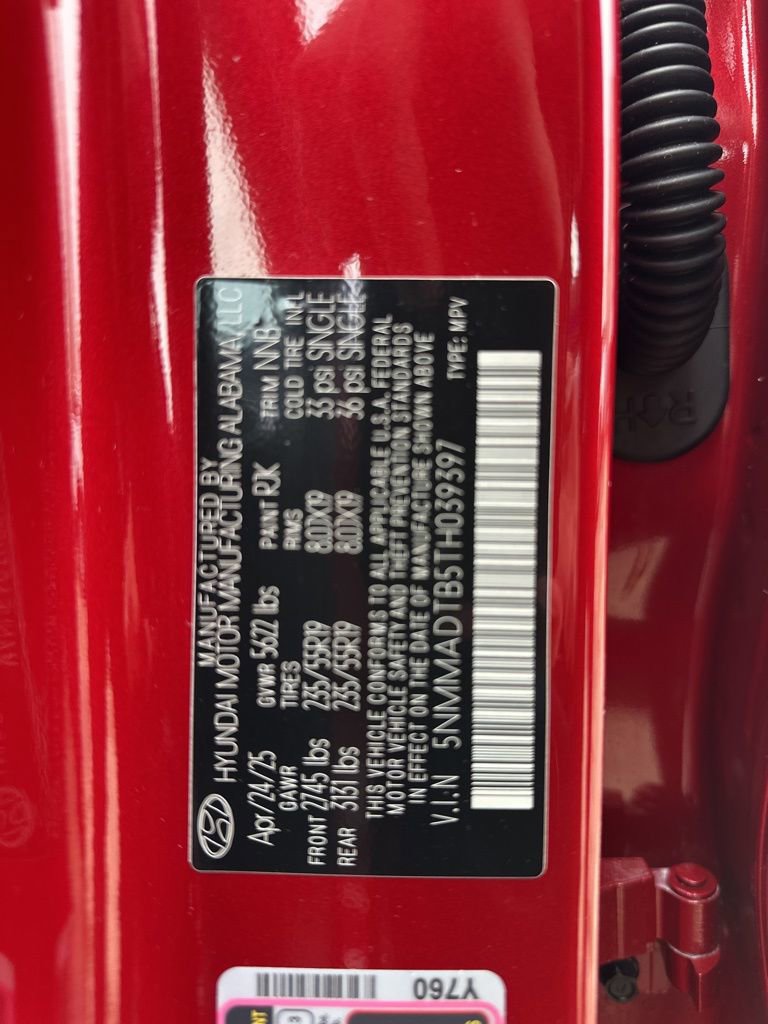 MANUFACTURED BY
HYUNDAI MOTOR MANUFACTURING ALABAMA, LLC
Apr/24/25 GVWR 5622 lbs PAINT RJK TRIM NNB
GAWR TIRES RIMS COLD TIRE INFL
FRONT 2745 lbs 235/55R19 8.0JX19 33 psi SINGLE
REAR 3131 lbs 235/55R19 8.0JX19 36 psi SINGLE
THIS VEHICLE CONFORMS TO ALL APPLICABLE U.S.A. FEDERAL
MOTOR VEHICLE SAFETY AND THEFT PREVENTION STANDARDS
IN EFFECT ON THE DATE OF MANUFACTURE SHOWN ABOVE
V.I.N 5NMMADTB5TH039397 TYPE: MPV
Y760